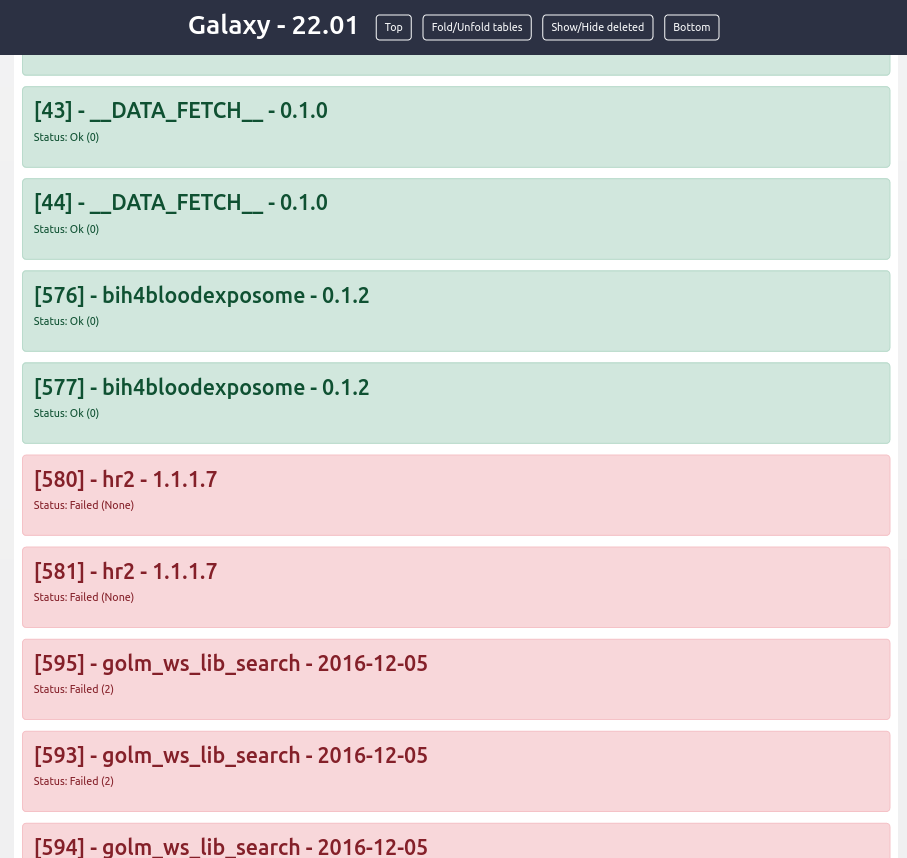 Galaxy - 22.01 Top Fold/Unfold tables Show/Hide deleted Bottom
[43] - __DATA_FETCH__ - 0.1.0
Status: Ok (0)
[44] - __DATA_FETCH__ - 0.1.0
Status: Ok (0)
[576] - bih4bloodexposome - 0.1.2
Status: Ok (0)
[577] - bih4bloodexposome - 0.1.2
Status: Ok (0)
[580] - hr2 - 1.1.1.7
Status: Failed (None)
[581] - hr2 - 1.1.1.7
Status: Failed (None)
[595] - golm_ws_lib_search - 2016-12-05
Status: Failed (2)
[593] - golm_ws_lib_search - 2016-12-05
Status: Failed (2)
[594] - golm_ws_lib_search - 2016-12-05